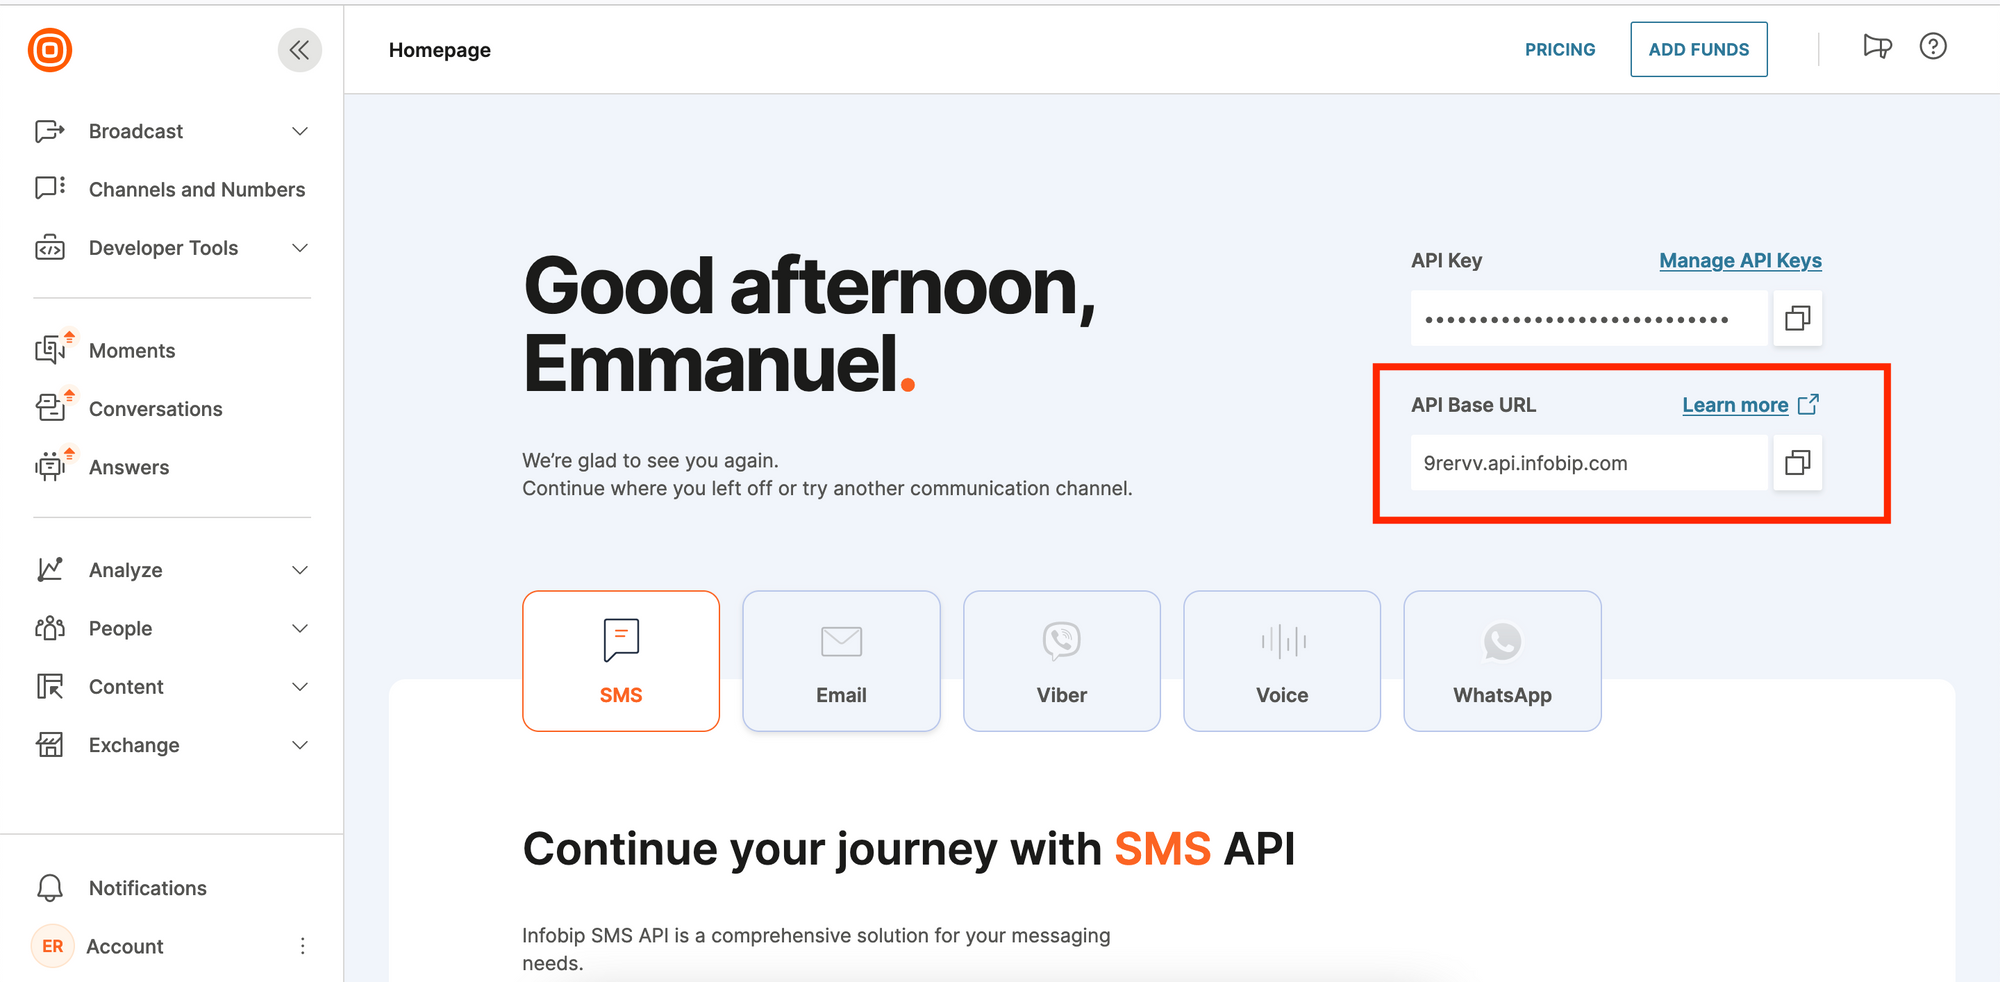 Homepage
PRICING
ADD FUNDS
Broadcast
Channels and Numbers
Developer Tools
Moments
Conversations
Answers
Analyze
People
Content
Exchange
Notifications
ER
Account
Good afternoon,
Emmanuel.
We’re glad to see you again.
Continue where you left off or try another communication channel.
API Key
Manage API Keys
••••••••••••••••••••••••••••
API Base URL
Learn more
9rervv.api.infobip.com
SMS
Email
Viber
Voice
WhatsApp
Continue your journey with SMS API
Infobip SMS API is a comprehensive solution for your messaging
needs.